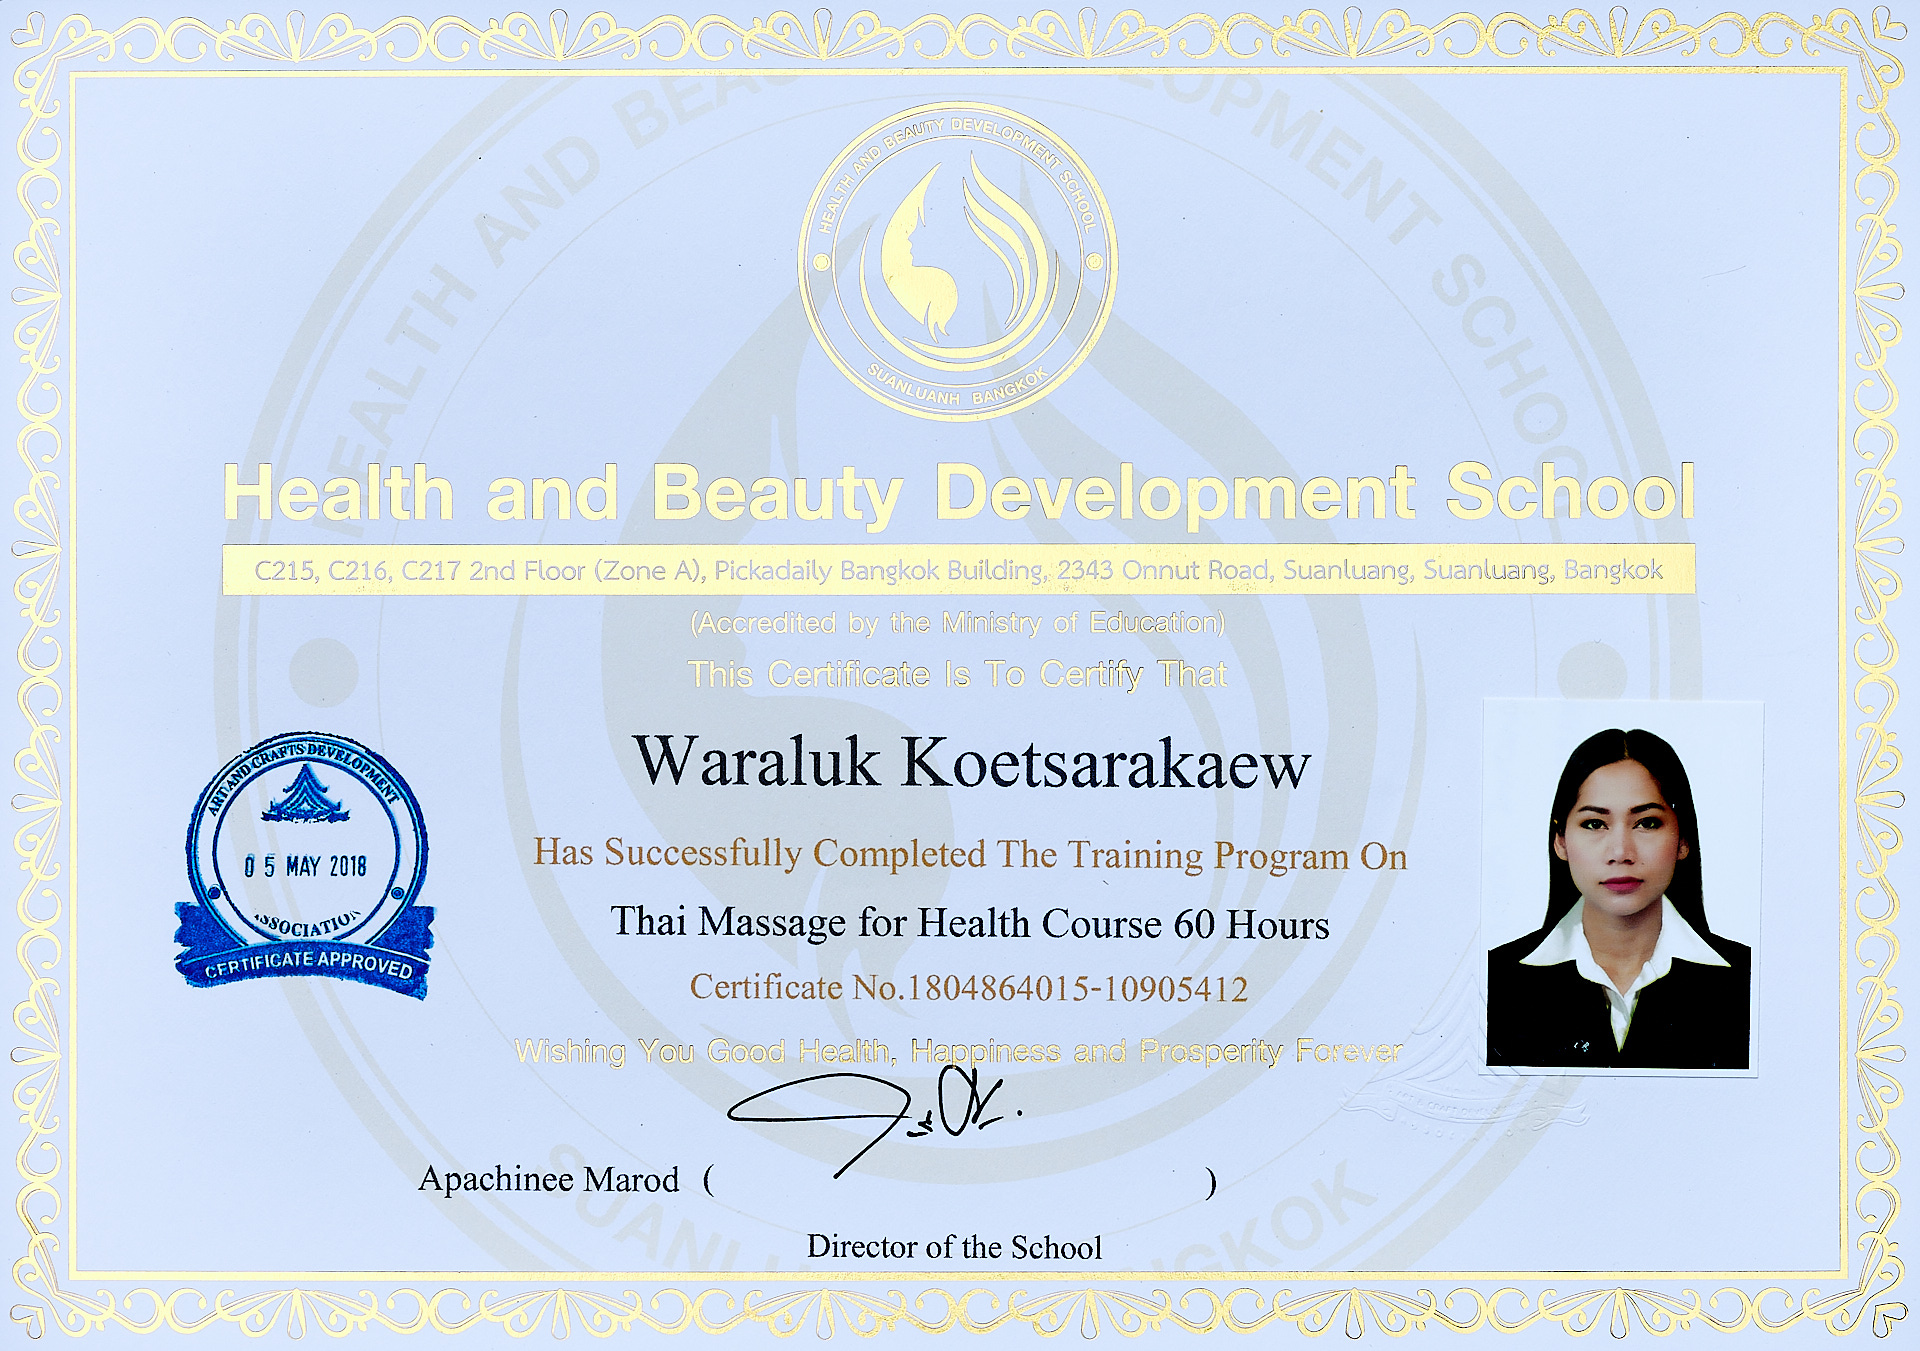 HEALTH AND BEAUTY DEVELOPMENT SCHOOL
SUANLUANH BANGKOK
Health and Beauty Development School
C215, C216, C217 2nd Floor (Zone A), Pickadaily Bangkok Building, 2343 Onnut Road, Suanluang, Suanluang, Bangkok
(Accredited by the Ministry of Education)
This Certificate Is To Certify That
Waraluk Koetsarakaew
Has Successfully Completed The Training Program On
Thai Massage for Health Course 60 Hours
Certificate No.1804864015-10905412
Wishing You Good Health, Happiness and Prosperity Forever
Apachinee Marod ( )
Director of the School
ART AND CRAFTS DEVELOPMENT
05 MAY 2018
ASSOCIATION
CERTIFICATE APPROVED